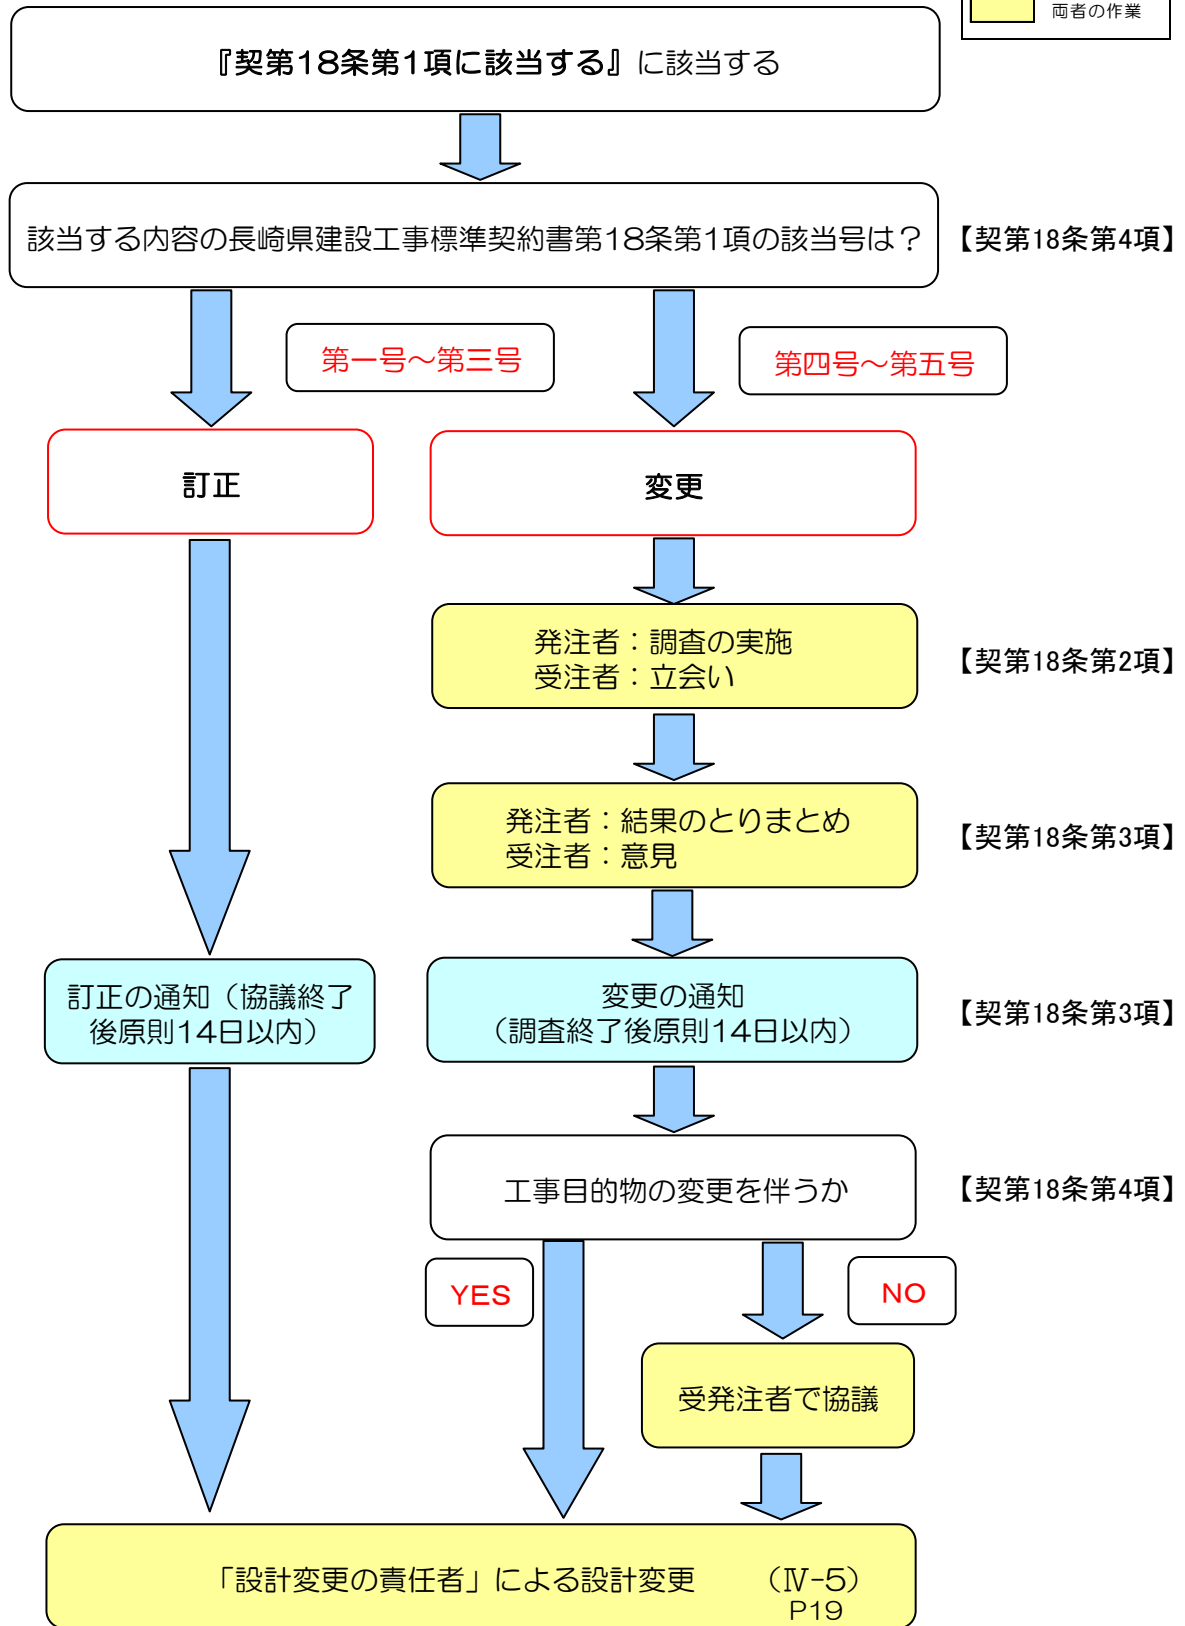 両者の作業
『契第18条第1項に該当する』に該当する
該当する内容の長崎県建設工事標準契約書第18条第1項の該当号は？
【契第18条第4項】
第一号～第三号
第四号～第五号
訂正
変更
発注者：調査の実施
受注者：立会い
【契第18条第2項】
発注者：結果のとりまとめ
受注者：意見
【契第18条第3項】
訂正の通知（協議終了
後原則14日以内）
変更の通知
（調査終了後原則14日以内）
【契第18条第3項】
工事目的物の変更を伴うか
【契第18条第4項】
YES
NO
受発注者で協議
「設計変更の責任者」による設計変更　　（Ⅳ-5）
P19